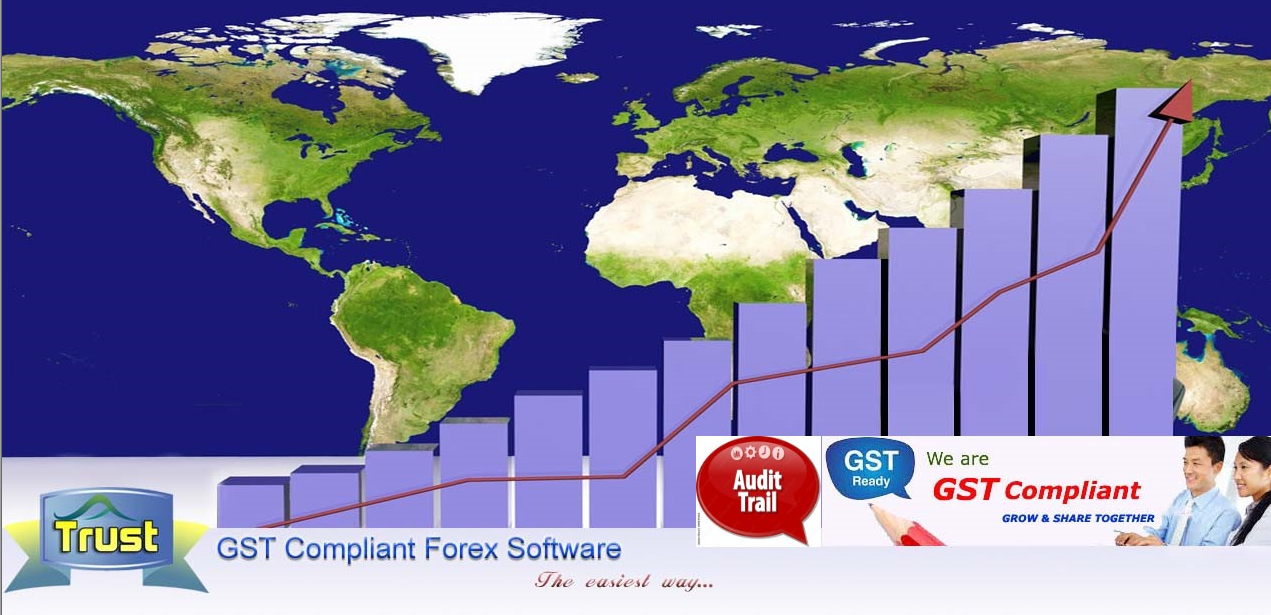 Audit
Trail
GST
Ready
We are
GST Compliant
GROW & SHARE TOGETHER
Trust
GST Compliant Forex Software
The easiest way...